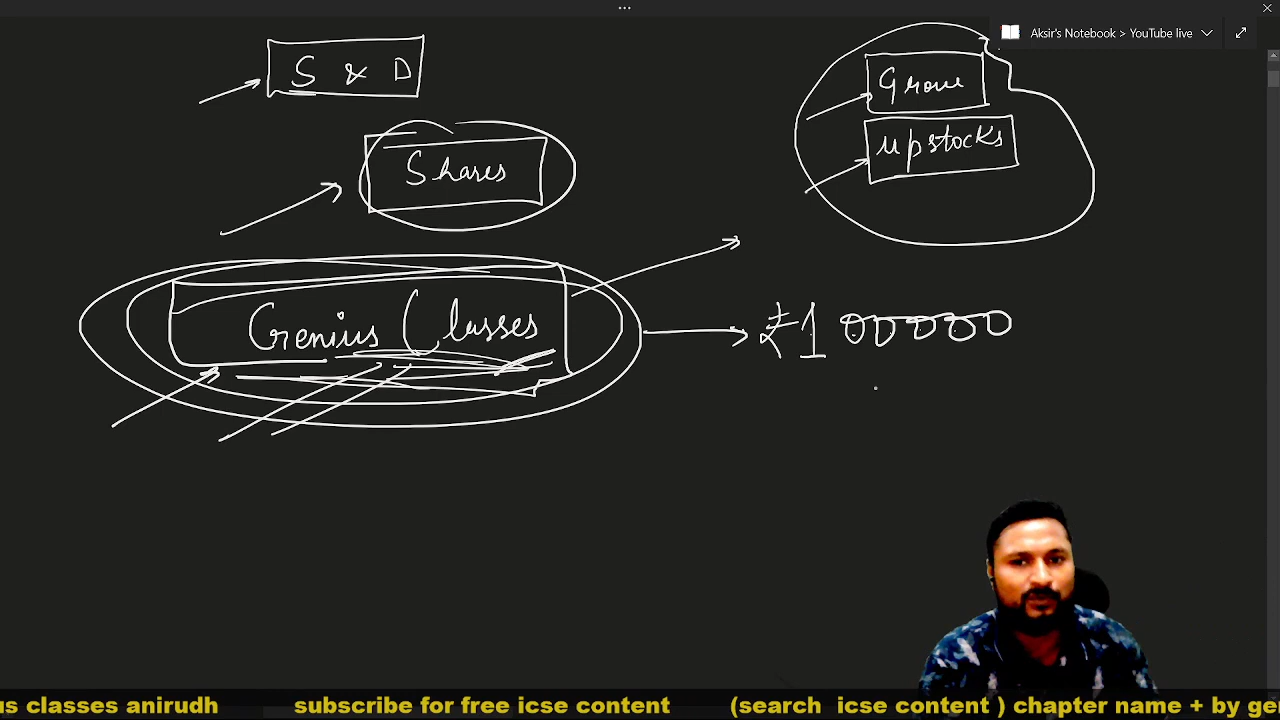 Aksir's Notebook > YouTube live
S & D
Grow
upstocks
Shares
Genius Classes
₹1 00000
us classes anirudh subscribe for free icse content (search icse content ) chapter name + by ge